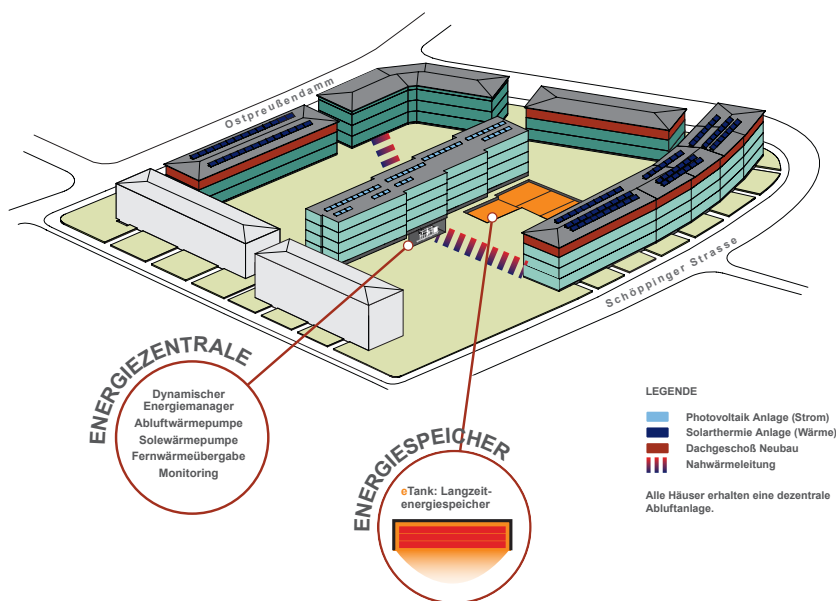 Ostpreußendamm
Schöppinger Strasse
ENERGIEZENTRALE
Dynamischer
Energiemanager
Abluftwärmepumpe
Solewärmepumpe
Fernwärmeübergabe
Monitoring
ENERGIESPEICHER
eTank: Langzeit-
energiespeicher
LEGENDE
Photovoltaik Anlage (Strom)
Solarthermie Anlage (Wärme)
Dachgeschoß Neubau
Nahwärmeleitung
Alle Häuser erhalten eine dezentrale
Abluftanlage.